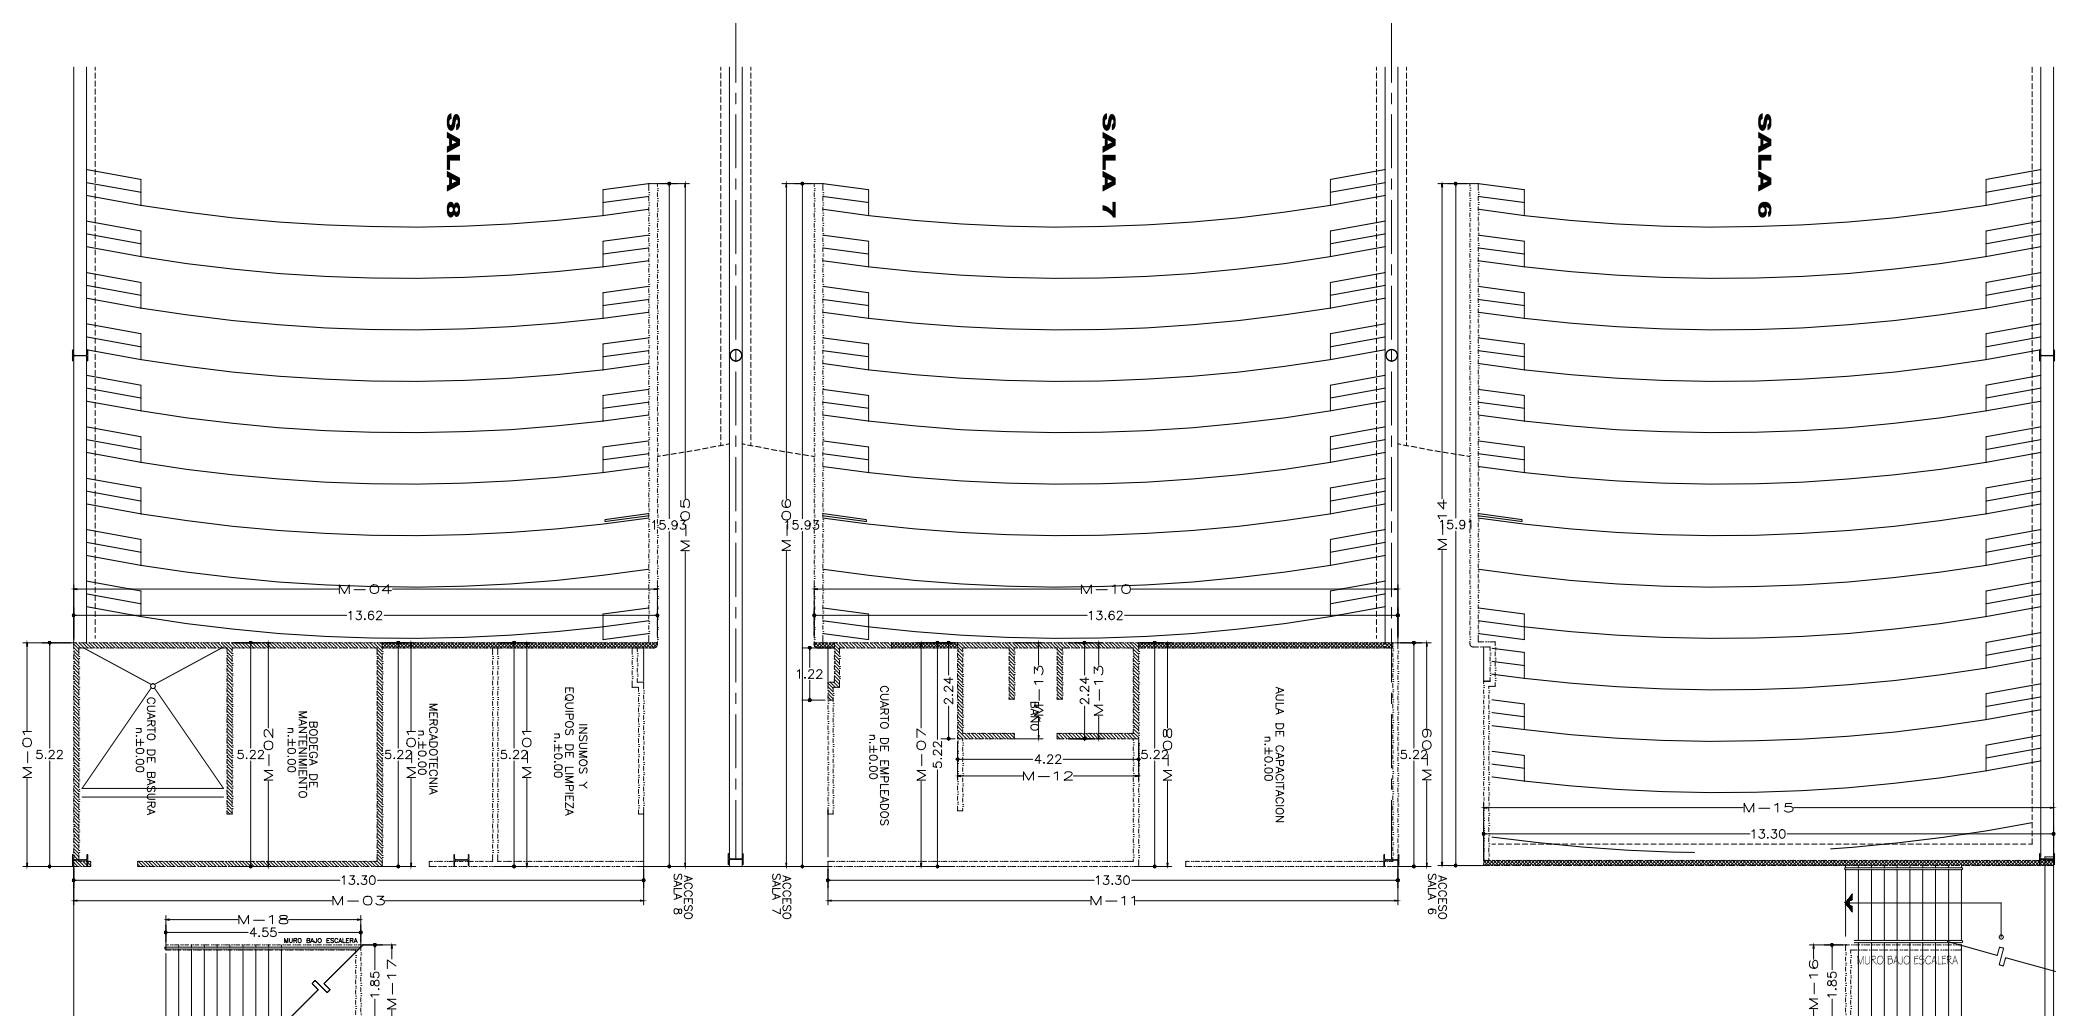 SALA 8
SALA 7
SALA 6
15.93
M-05
M-06
15.93
M-14
15.91
M-04
13.62
M-10
13.62
M-01
5.22
CUARTO DE BASURA
n.±0.00
5.22
M-02
BODEGA DE
MANTENIMIENTO
n.±0.00
5.22
M-01
MERCADOTECNIA
n.±0.00
5.22
M-01
INSUMOS Y
EQUIPOS DE LIMPIEZA
n.±0.00
1.22
CUARTO DE EMPLEADOS
n.±0.00
M-07
5.22
2.24
M-13
BAÑO
2.24
M-13
4.22
M-12
5.22
M-08
AULA DE CAPACITACION
n.±0.00
5.22
M-09
M-15
13.30
13.30
M-03
ACCESO
SALA 8
ACCESO
SALA 7
13.30
M-11
ACCESO
SALA 6
M-18
4.55
MURO BAJO ESCALERA
1.85
M-17
M-16
1.85
MURO BAJO ESCALERA